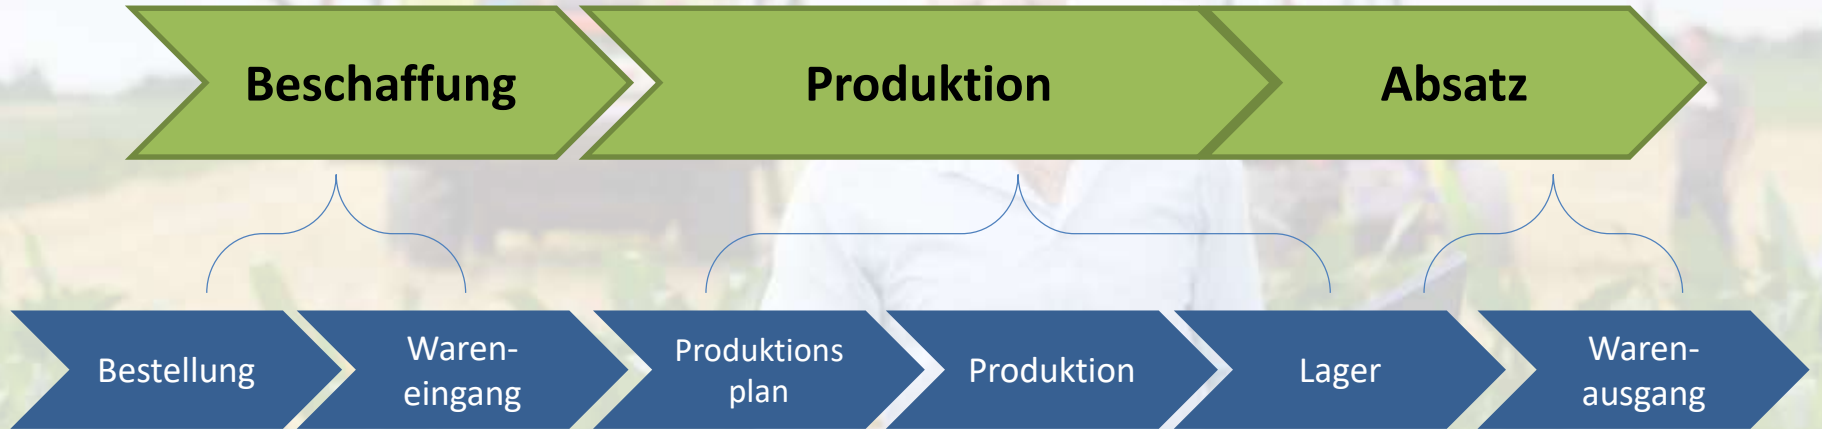 Beschaffung
Produktion
Absatz
Bestellung
Waren-
eingang
Produktions
plan
Produktion
Lager
Waren-
ausgang